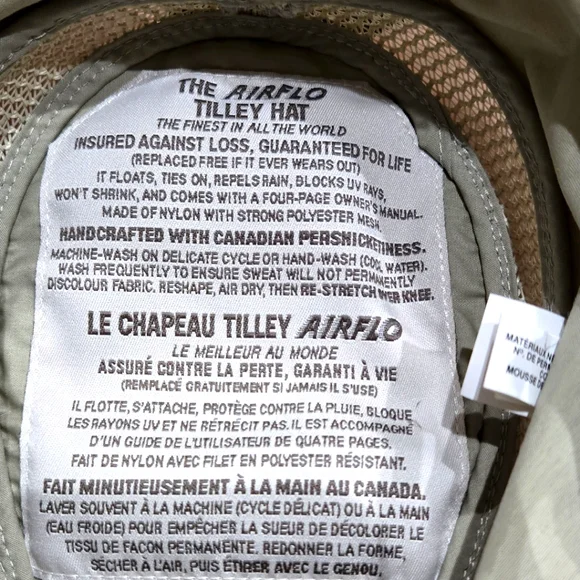 THE AIRFLO
TILLEY HAT
THE FINEST IN ALL THE WORLD
INSURED AGAINST LOSS, GUARANTEED FOR LIFE
(REPLACED FREE IF IT EVER WEARS OUT)
IT FLOATS, TIES ON, REPELS RAIN, BLOCKS UV RAYS,
WON'T SHRINK, AND COMES WITH A FOUR-PAGE OWNER'S MANUAL.
MADE OF NYLON WITH STRONG POLYESTER MESH.
HANDCRAFTED WITH CANADIAN PERSNICKETINESS.
MACHINE-WASH ON DELICATE CYCLE OR HAND-WASH (COOL WATER).
WASH FREQUENTLY TO ENSURE SWEAT WILL NOT PERMANENTLY
DISCOLOUR FABRIC. RESHAPE, AIR DRY, THEN RE-STRETCH OVER KNEE.
LE CHAPEAU TILLEY AIRFLO
LE MEILLEUR AU MONDE
ASSURÉ CONTRE LA PERTE, GARANTI À VIE
(REMPLACÉ GRATUITEMENT SI JAMAIS IL S'USE)
IL FLOTTE, S'ATTACHE, PROTÈGE CONTRE LA PLUIE, BLOQUE
LES RAYONS UV ET NE RÉTRÉCIT PAS. IL EST ACCOMPAGNÉ
D'UN GUIDE DE L'UTILISATEUR DE QUATRE PAGES.
FAIT DE NYLON AVEC FILET EN POLYESTER RÉSISTANT.
FAIT MINUTIEUSEMENT À LA MAIN AU CANADA.
LAVER SOUVENT À LA MACHINE (CYCLE DÉLICAT) OU À LA MAIN
(EAU FROIDE) POUR EMPÊCHER LA SUEUR DE DÉCOLORER LE
TISSU DE FAÇON PERMANENTE. REDONNER LA FORME,
SÉCHER À L'AIR, PUIS ÉTIRER AVEC LE GENOU.
MATÉRIAUX NE
Nº. DE PER
CO
MOUSSE DE